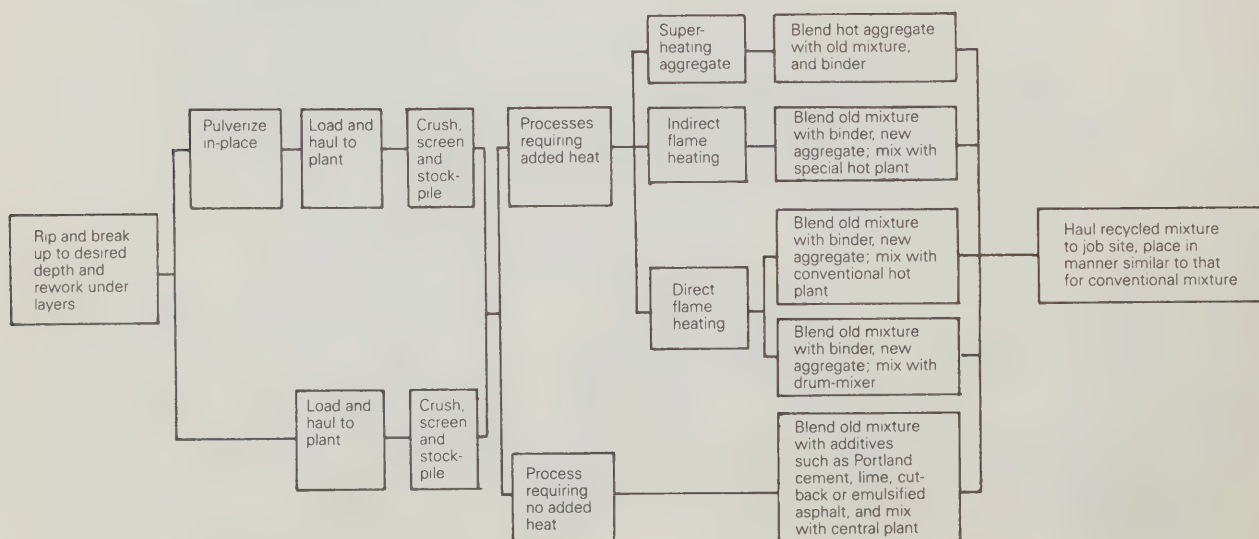 Rip and break
up to desired
depth and
rework under
layers
Pulverize
in-place
Load and
haul to
plant
Crush,
screen
and
stock-
pile
Load and
haul to
plant
Crush,
screen
and
stock-
pile
Processes
requiring
added heat
Process
requiring
no added
heat
Super-
heating
aggregate
Blend hot aggregate
with old mixture,
and binder
Indirect
flame
heating
Blend old mixture
with binder, new
aggregate; mix with
special hot plant
Direct
flame
heating
Blend old mixture
with binder, new
aggregate; mix with
conventional hot
plant
Blend old mixture
with binder, new
aggregate; mix with
drum-mixer
Blend old mixture
with additives
such as Portland
cement, lime, cut-
back or emulsified
asphalt, and mix
with central plant
Haul recycled mixture
to job site, place in
manner similar to that
for conventional mixture